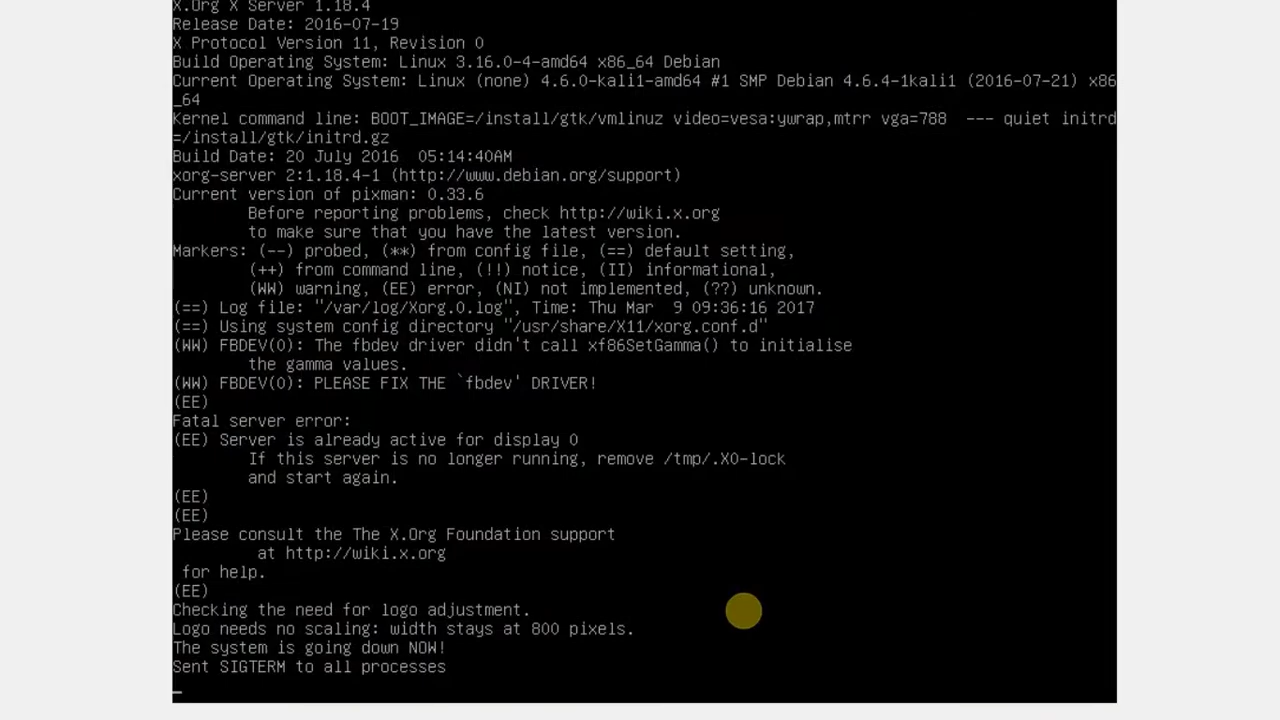 X.Org X Server 1.18.4
Release Date: 2016-07-19
X Protocol Version 11, Revision 0
Build Operating System: Linux 3.16.0-4-amd64 x86_64 Debian
Current Operating System: Linux (none) 4.6.0-kali1-amd64 #1 SMP Debian 4.6.4-1kali1 (2016-07-21) x86
_64
Kernel command line: BOOT_IMAGE=/install/gtk/vmlinuz video=vesa:ywrap,mtrr vga=788  --- quiet initrd
=/install/gtk/initrd.gz
Build Date: 20 July 2016  05:14:40AM
xorg-server 2:1.18.4-1 (http://www.debian.org/support)
Current version of pixman: 0.33.6
Before reporting problems, check http://wiki.x.org
to make sure that you have the latest version.
Markers: (--) probed, (**) from config file, (==) default setting,
(++) from command line, (!!) notice, (II) informational,
(WW) warning, (EE) error, (NI) not implemented, (??) unknown.
(==) Log file: "/var/log/Xorg.0.log", Time: Thu Mar  9 09:36:16 2017
(==) Using system config directory "/usr/share/X11/xorg.conf.d"
(WW) FBDEV(0): The fbdev driver didn't call xf86SetGamma() to initialise
the gamma values.
(WW) FBDEV(0): PLEASE FIX THE `fbdev' DRIVER!
(EE)
Fatal server error:
(EE) Server is already active for display 0
If this server is no longer running, remove /tmp/.X0-lock
and start again.
(EE)
(EE)
Please consult the The X.Org Foundation support
at http://wiki.x.org
for help.
(EE)
Checking the need for logo adjustment.
Logo needs no scaling: width stays at 800 pixels.
The system is going down NOW!
Sent SIGTERM to all processes